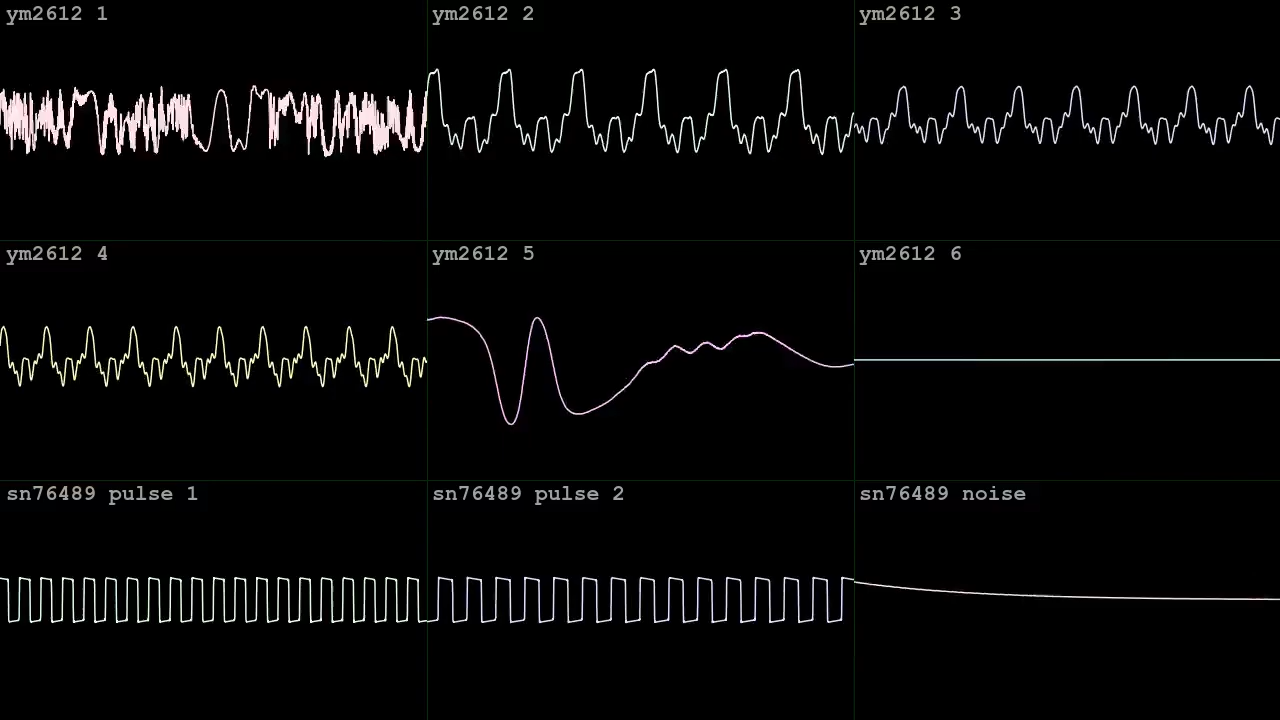 ym2612 1
ym2612 2
ym2612 3
ym2612 4
ym2612 5
ym2612 6
sn76489 pulse 1
sn76489 pulse 2
sn76489 noise